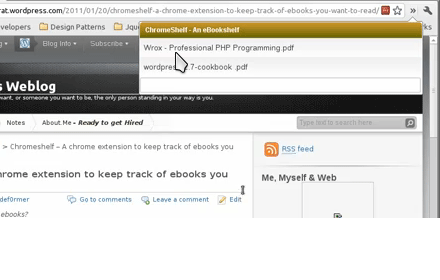 rat.wordpress.com/2011/01/20/chromeshelf-a-chrome-extension-to-keep-track-of-ebooks-you-want-to-read/
developers
Design Patterns
Jqu
ChromeShelf - An eBookshelf
Wrox - Professional PHP Programming.pdf
wordpress 2.7-cookbook .pdf
Blog Info
Subscribe
s Weblog
want, or someone you want to be, the only person standing in your way is you.
Notes
About Me - Ready to get Hired
Type text to search here...
> Chromeshelf – A chrome extension to keep track of ebooks you
RSS feed
Me, Myself & Web
hrome extension to keep track of ebooks you
def0rmer
Go to comments
Leave a comment
Edit
ebooks?